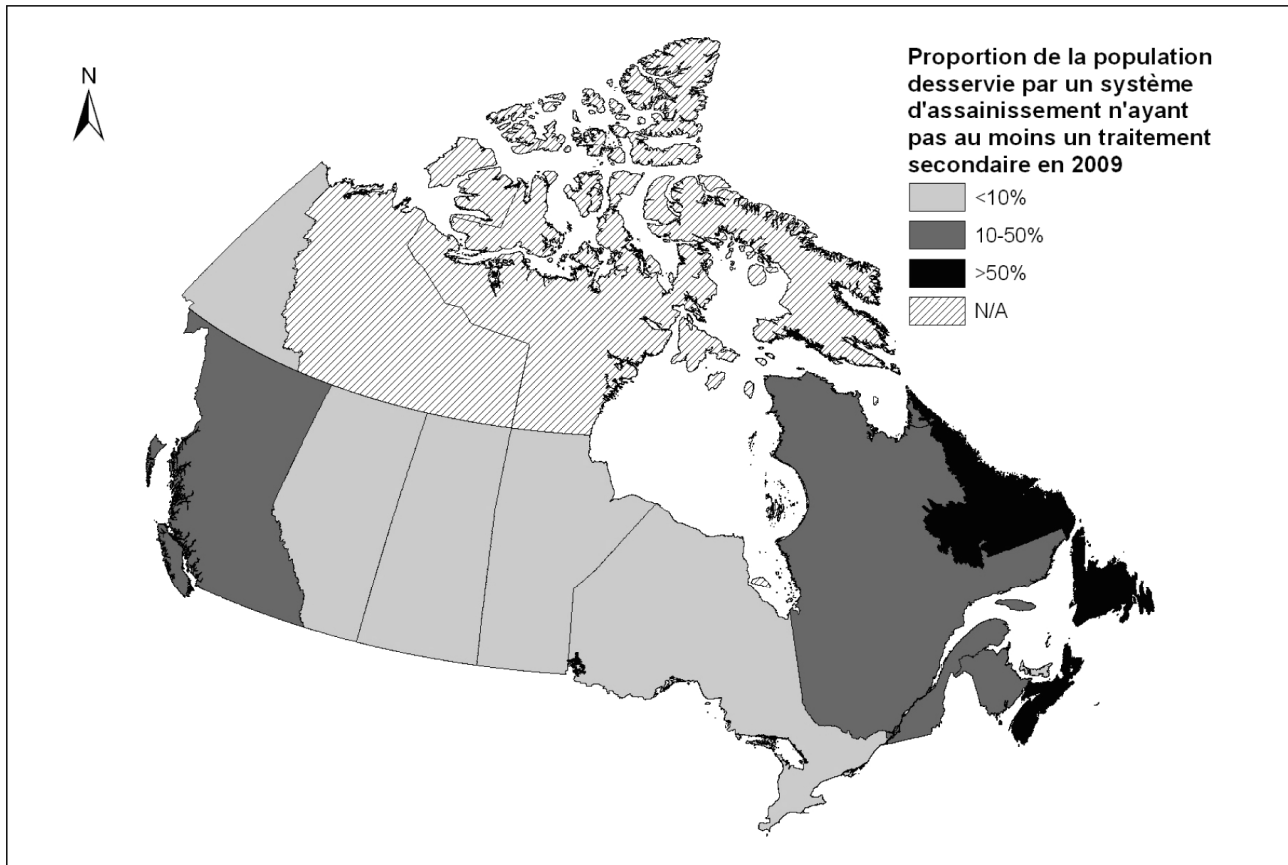 N
Proportion de la population
desservie par un système
d'assainissement n'ayant
pas au moins un traitement
secondaire en 2009
<10%
10-50%
>50%
N/A